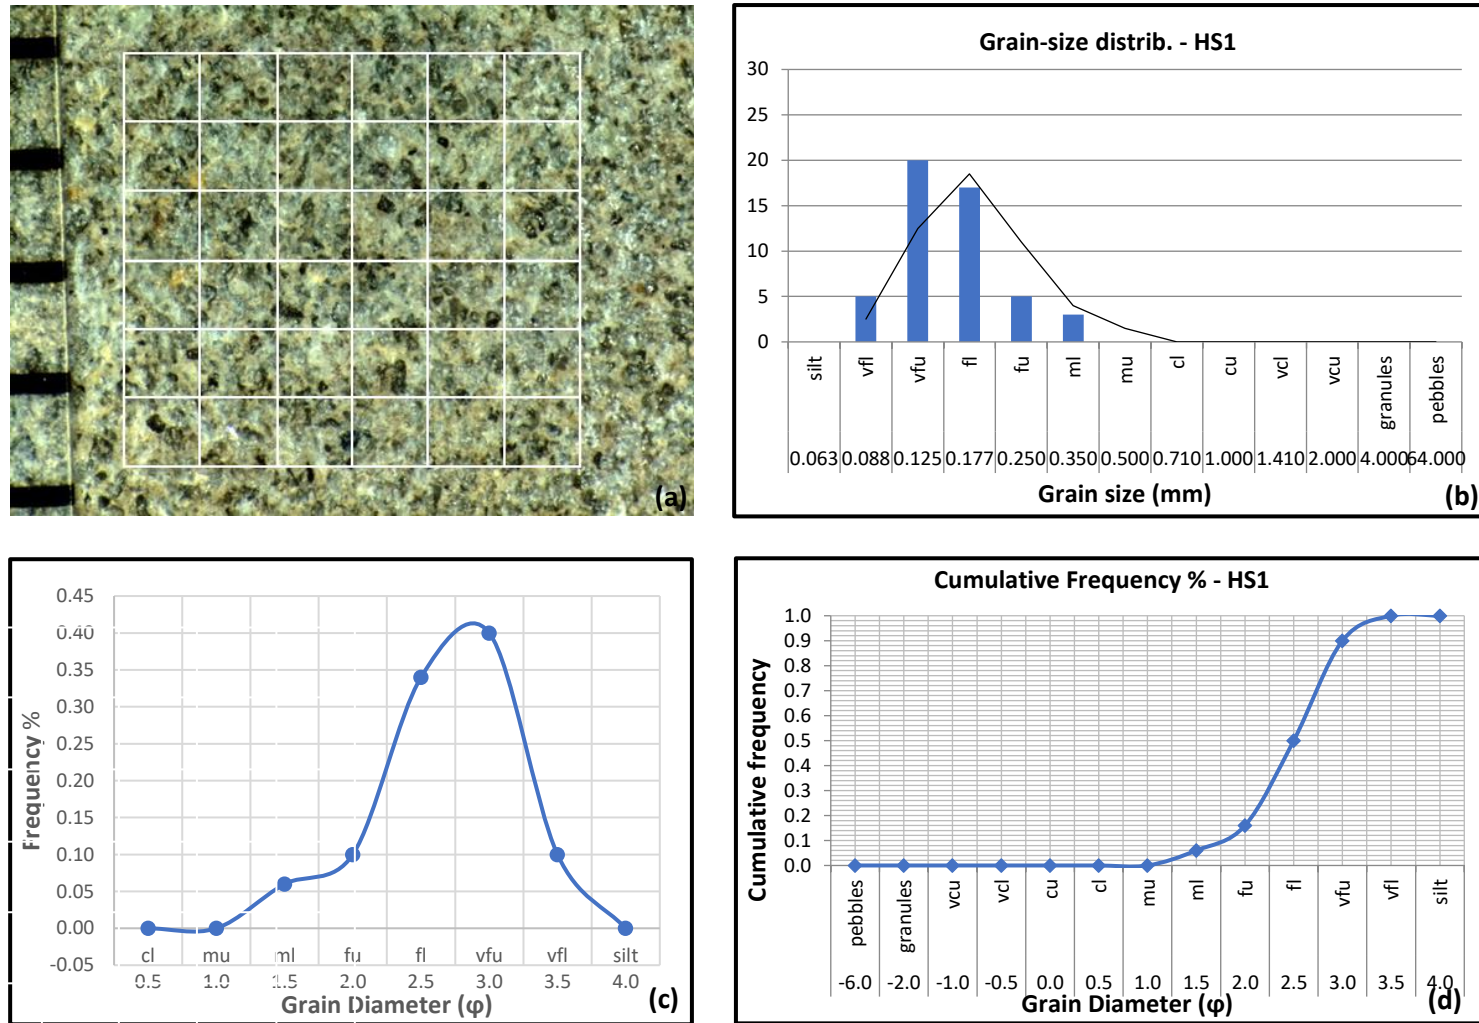 (a)
Grain-size distrib. - HS1
30
25
20
15
10
5
0
silt vfl vfu fl fu ml mu cl cu vcl vcu granules pebbles
0.063 0.088 0.125 0.177 0.250 0.350 0.500 0.710 1.000 1.410 2.000 4.000 64.000
Grain size (mm)
(b)
0.45
0.40
0.35
0.30
0.25
0.20
0.15
0.10
0.05
0.00
-0.05
Frequency %
cl mu ml fu fl vfu vfl silt
0.5 1.0 1.5 2.0 2.5 3.0 3.5 4.0
Grain Diameter (φ)
(c)
Cumulative Frequency % - HS1
1.0
0.9
0.8
0.7
0.6
0.5
0.4
0.3
0.2
0.1
0.0
Cumulative frequency
pebbles granules vcu vcl cu cl mu ml fu fl vfu vfl silt
-6.0 -2.0 -1.0 -0.5 0.0 0.5 1.0 1.5 2.0 2.5 3.0 3.5 4.0
Grain Diameter (φ)
(d)